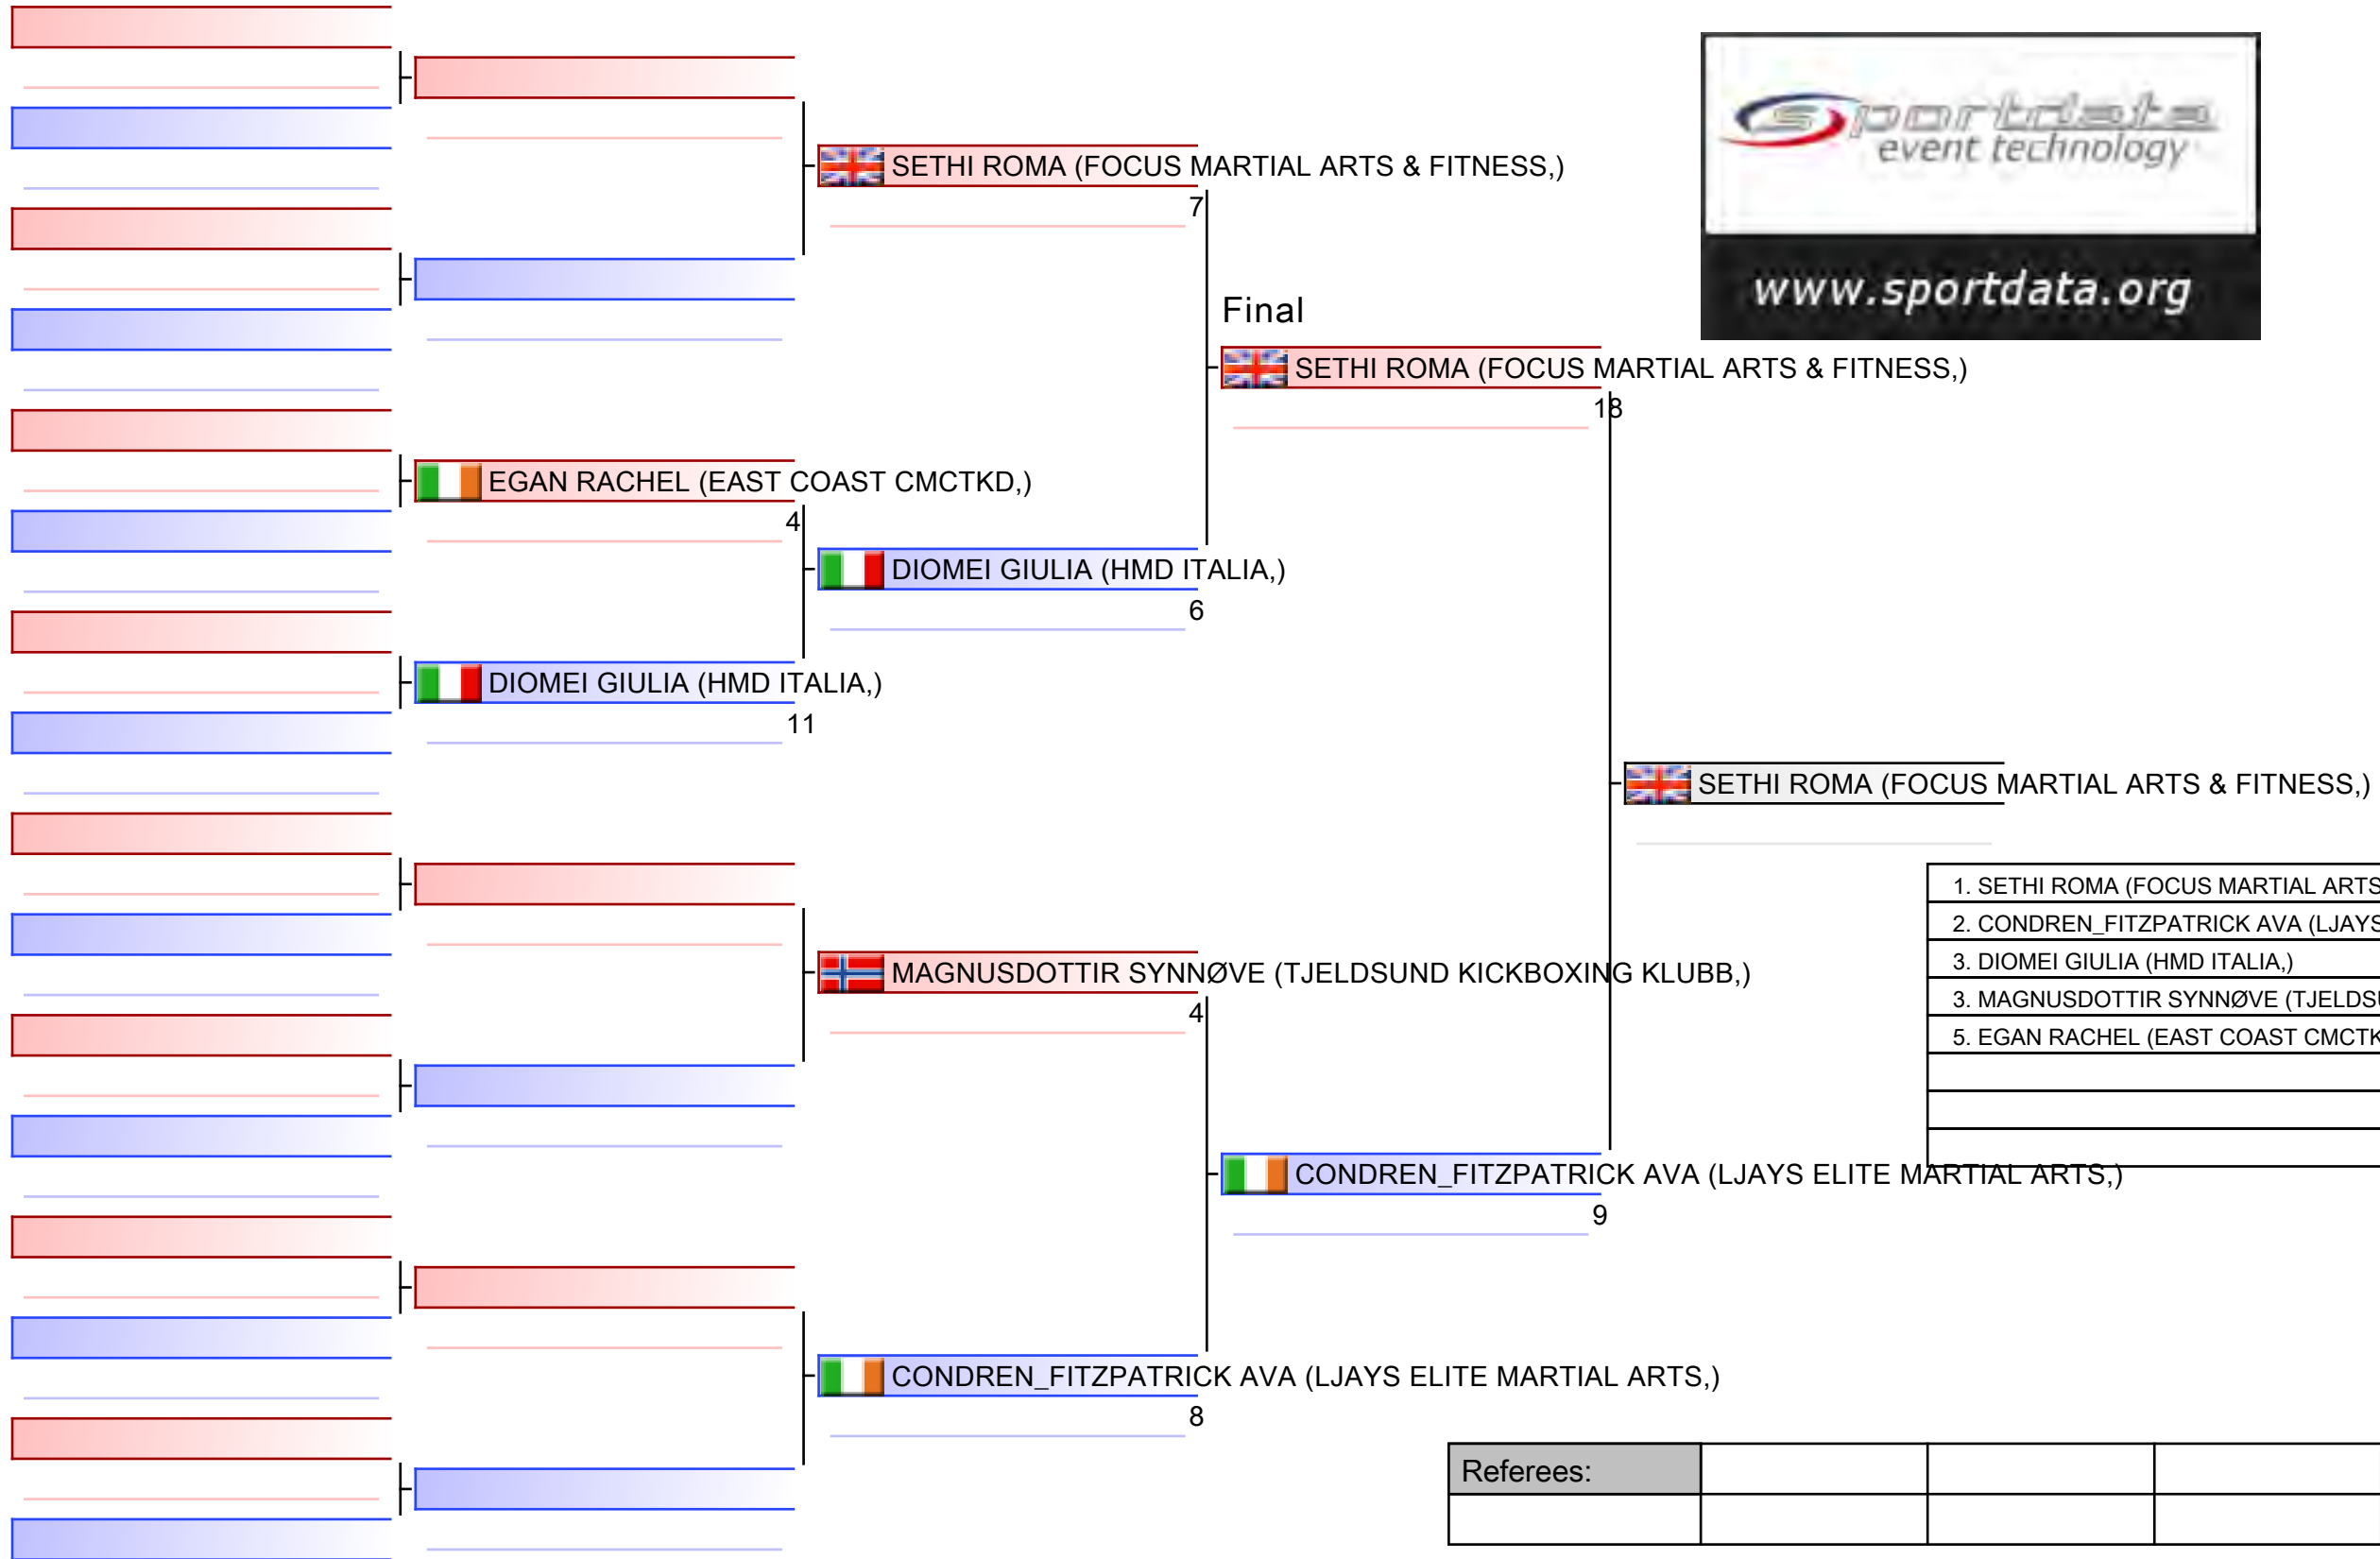 sportdata
event technology
www.sportdata.org
SETHI ROMA (FOCUS MARTIAL ARTS & FITNESS,)
7
Final
SETHI ROMA (FOCUS MARTIAL ARTS & FITNESS,)
18
EGAN RACHEL (EAST COAST CMCTKD,)
4
DIOMEI GIULIA (HMD ITALIA,)
6
DIOMEI GIULIA (HMD ITALIA,)
11
SETHI ROMA (FOCUS MARTIAL ARTS & FITNESS,)
1. SETHI ROMA (FOCUS MARTIAL ARTS
2. CONDREN_FITZPATRICK AVA (LJAYS
3. DIOMEI GIULIA (HMD ITALIA,)
3. MAGNUSDOTTIR SYNNØVE (TJELDSU
5. EGAN RACHEL (EAST COAST CMCTK
MAGNUSDOTTIR SYNNØVE (TJELDSUND KICKBOXING KLUBB,)
4
CONDREN_FITZPATRICK AVA (LJAYS ELITE MARTIAL ARTS,)
9
CONDREN_FITZPATRICK AVA (LJAYS ELITE MARTIAL ARTS,)
8
Referees: